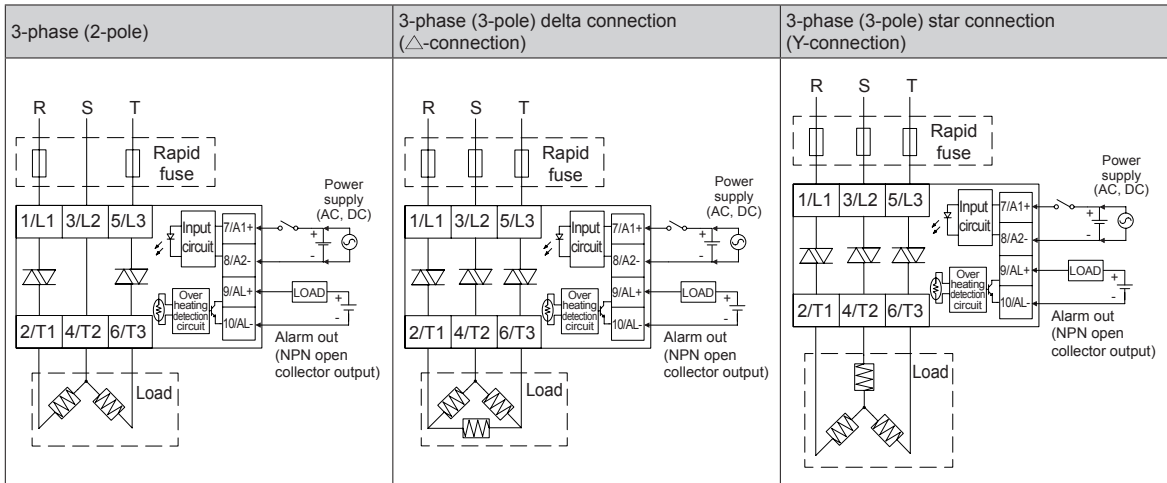 3-phase (2-pole)
R S T
Rapid
fuse
Power
supply
(AC, DC)
1/L1 3/L2 5/L3
Input
circuit
7/A1+
+
8/A2-
-
9/AL+
LOAD
+
Over
heating
detection
circuit
10/AL-
-
2/T1 4/T2 6/T3
Alarm out
(NPN open
collector output)
Load
3-phase (3-pole) delta connection
(△-connection)
R S T
Rapid
fuse
Power
supply
(AC, DC)
1/L1 3/L2 5/L3
Input
circuit
7/A1+
+
8/A2-
-
9/AL+
LOAD
+
Over
heating
detection
circuit
10/AL-
-
2/T1 4/T2 6/T3
Alarm out
(NPN open
collector output)
Load
3-phase (3-pole) star connection
(Y-connection)
R S T
Rapid
fuse
Power
supply
(AC, DC)
1/L1 3/L2 5/L3
Input
circuit
7/A1+
+
8/A2-
-
9/AL+
LOAD
+
Over
heating
detection
circuit
10/AL-
-
2/T1 4/T2 6/T3
Alarm out
(NPN open
collector output)
Load